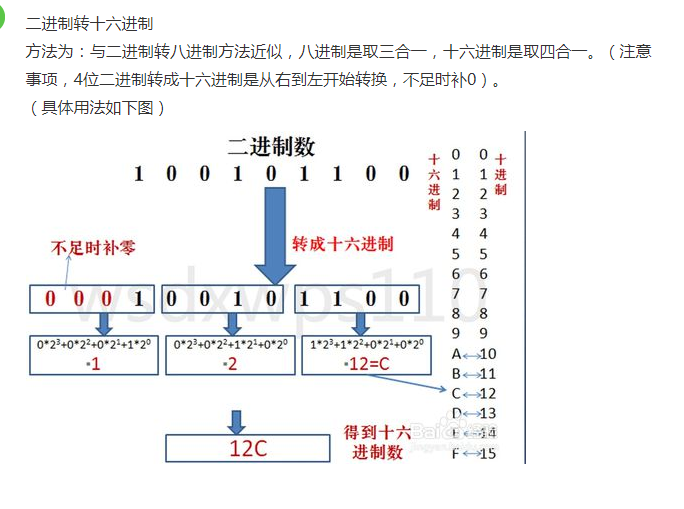 二进制转十六进制
方法为：与二进制转八进制方法近似，八进制是取三合一，十六进制是取四合一。（注意
事项，4位二进制转成十六进制是从右到左开始转换，不足时补0）。
（具体用法如下图）
二进制数
1 0 0 1 0 1 1 0 0
转成十六进制
不足时补零
0 0 0 1 0 0 1 0 1 1 0 0
0*2³+0*2²+0*2¹+1*2⁰
=1
0*2³+0*2²+1*2¹+0*2⁰
=2
1*2³+1*2²+0*2¹+0*2⁰
=12=C
12C
得到十六
进制数
十六进制
十进制
0 0
1 1
2 2
3 3
4 4
5 5
6 6
7 7
8 8
9 9
A 10
B 11
C 12
D 13
E 14
F 15
wsdxwps110
Bai